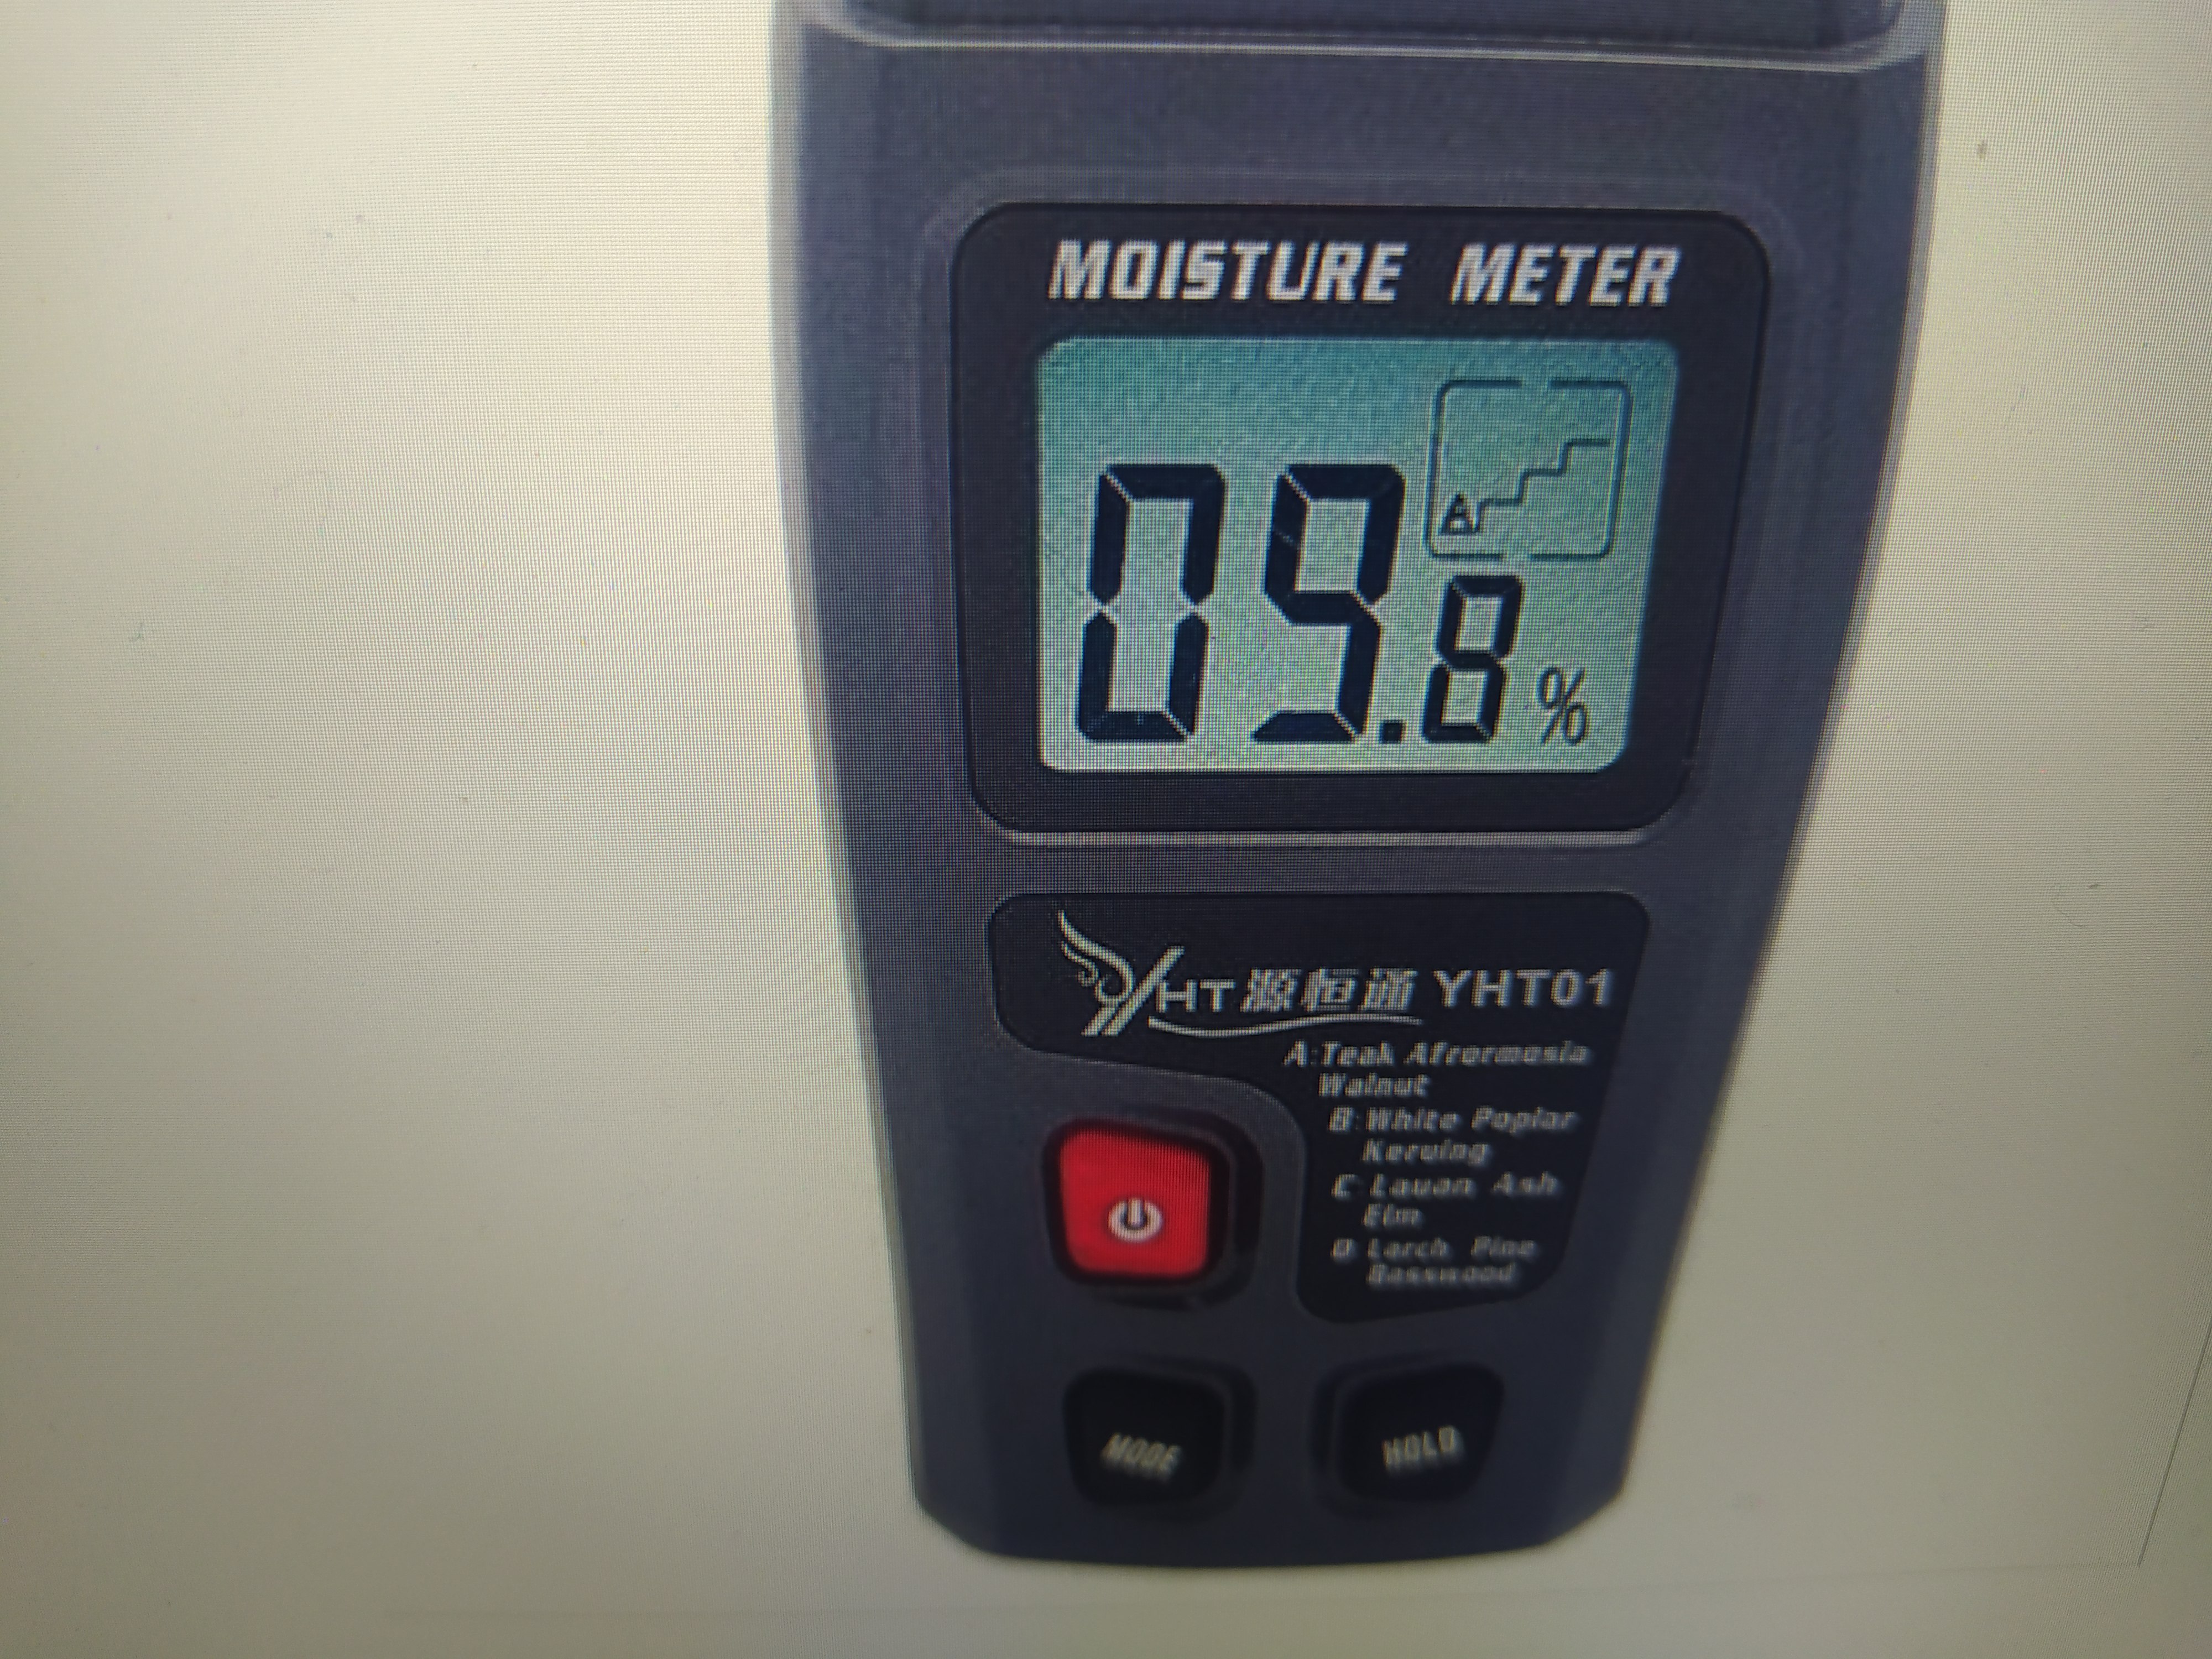 MOISTURE METER
A
09.8 %
YHT 源恒通 YHT01
A:Teak Afrormosia
Walnut
B:White Poplar
Keruing
C Lauan Ash
Elm
D Larch Pine
Basswood
MODE HOLD